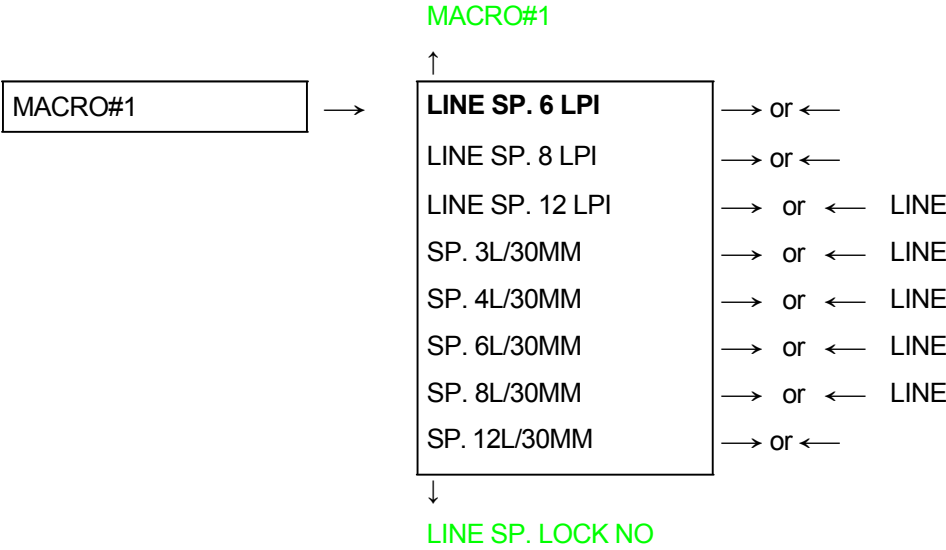 MACRO#1
↑
MACRO#1 → LINE SP. 6 LPI → or ←
LINE SP. 8 LPI → or ←
LINE SP. 12 LPI → or ← LINE
SP. 3L/30MM → or ← LINE
SP. 4L/30MM → or ← LINE
SP. 6L/30MM → or ← LINE
SP. 8L/30MM → or ← LINE
SP. 12L/30MM → or ←
↓
LINE SP. LOCK NO